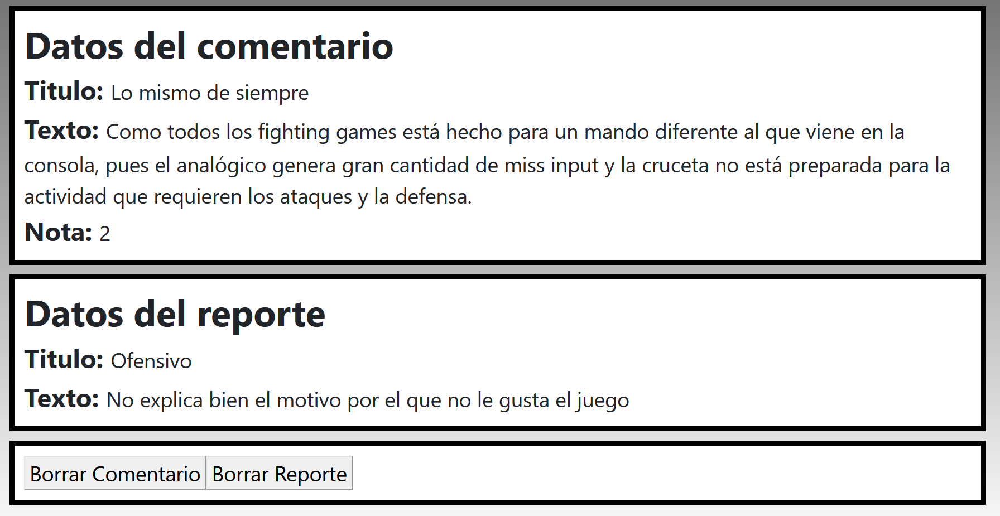 Datos del comentario
Titulo: Lo mismo de siempre
Texto: Como todos los fighting games está hecho para un mando diferente al que viene en la
consola, pues el analógico genera gran cantidad de miss input y la cruceta no está preparada para la
actividad que requieren los ataques y la defensa.
Nota: 2
Datos del reporte
Titulo: Ofensivo
Texto: No explica bien el motivo por el que no le gusta el juego
Borrar Comentario Borrar Reporte